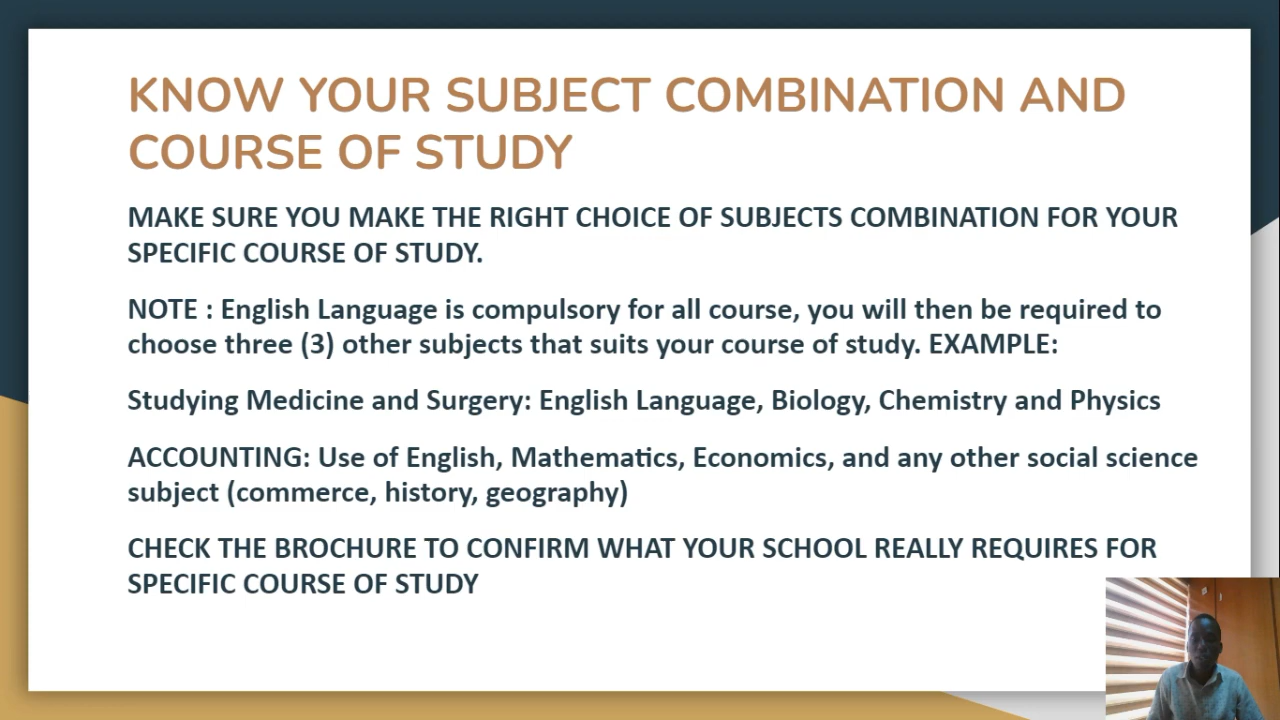 KNOW YOUR SUBJECT COMBINATION AND
COURSE OF STUDY
MAKE SURE YOU MAKE THE RIGHT CHOICE OF SUBJECTS COMBINATION FOR YOUR
SPECIFIC COURSE OF STUDY.
NOTE : English Language is compulsory for all course, you will then be required to
choose three (3) other subjects that suits your course of study. EXAMPLE:
Studying Medicine and Surgery: English Language, Biology, Chemistry and Physics
ACCOUNTING: Use of English, Mathematics, Economics, and any other social science
subject (commerce, history, geography)
CHECK THE BROCHURE TO CONFIRM WHAT YOUR SCHOOL REALLY REQUIRES FOR
SPECIFIC COURSE OF STUDY